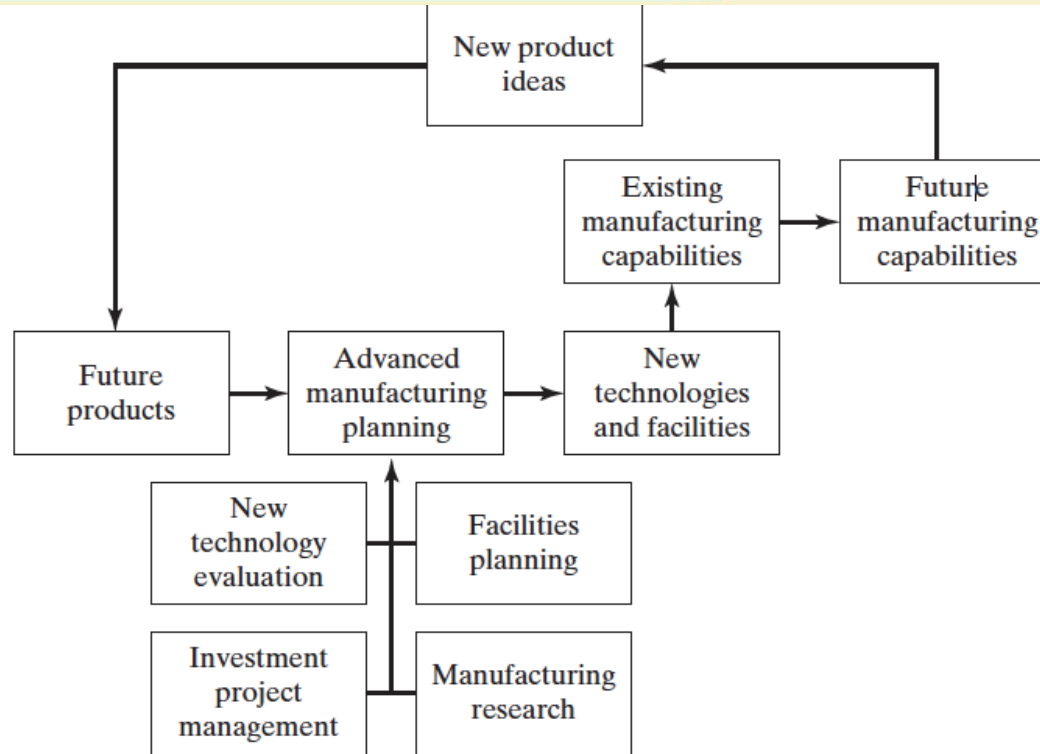 New product
ideas
Existing
manufacturing
capabilities
Future
manufacturing
capabilities
Future
products
Advanced
manufacturing
planning
New
technologies
and facilities
New
technology
evaluation
Facilities
planning
Investment
project
management
Manufacturing
research